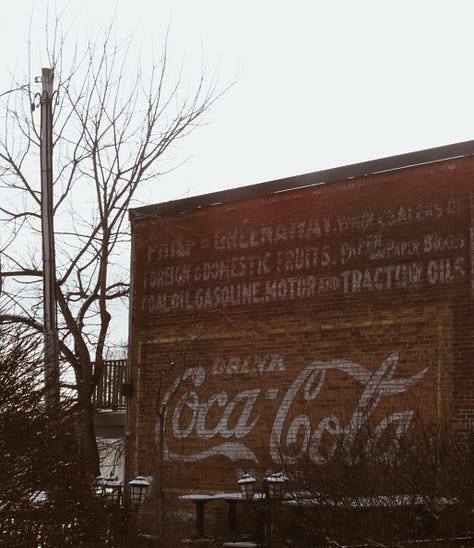 GREENAWAY. WHOLESALERS OF
FOREIGN & DOMESTIC FRUITS. PAPER AND PAPER BOXES
COAL OIL, GASOLINE, MOTOR AND TRACTOR OILS
DRINK
Coca-Cola